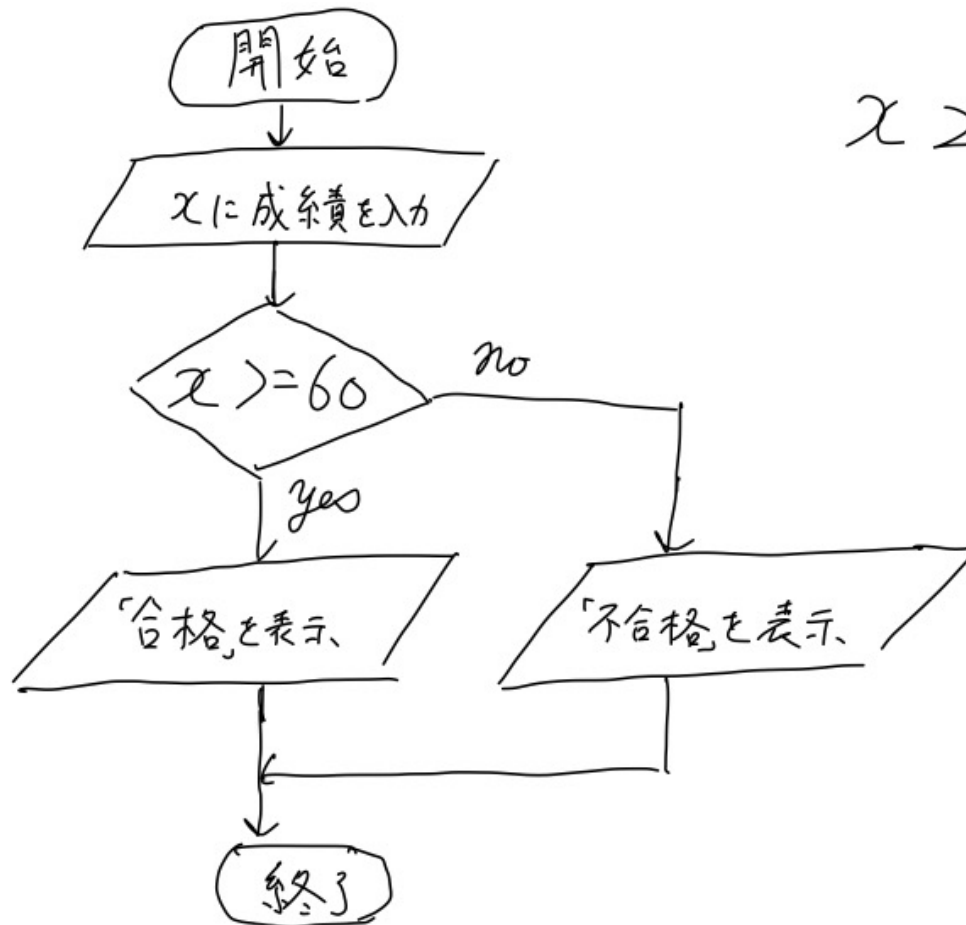 開始
xに成績を入力
x >= 60
no
yes
「合格」を表示
「不合格」を表示
終了
x